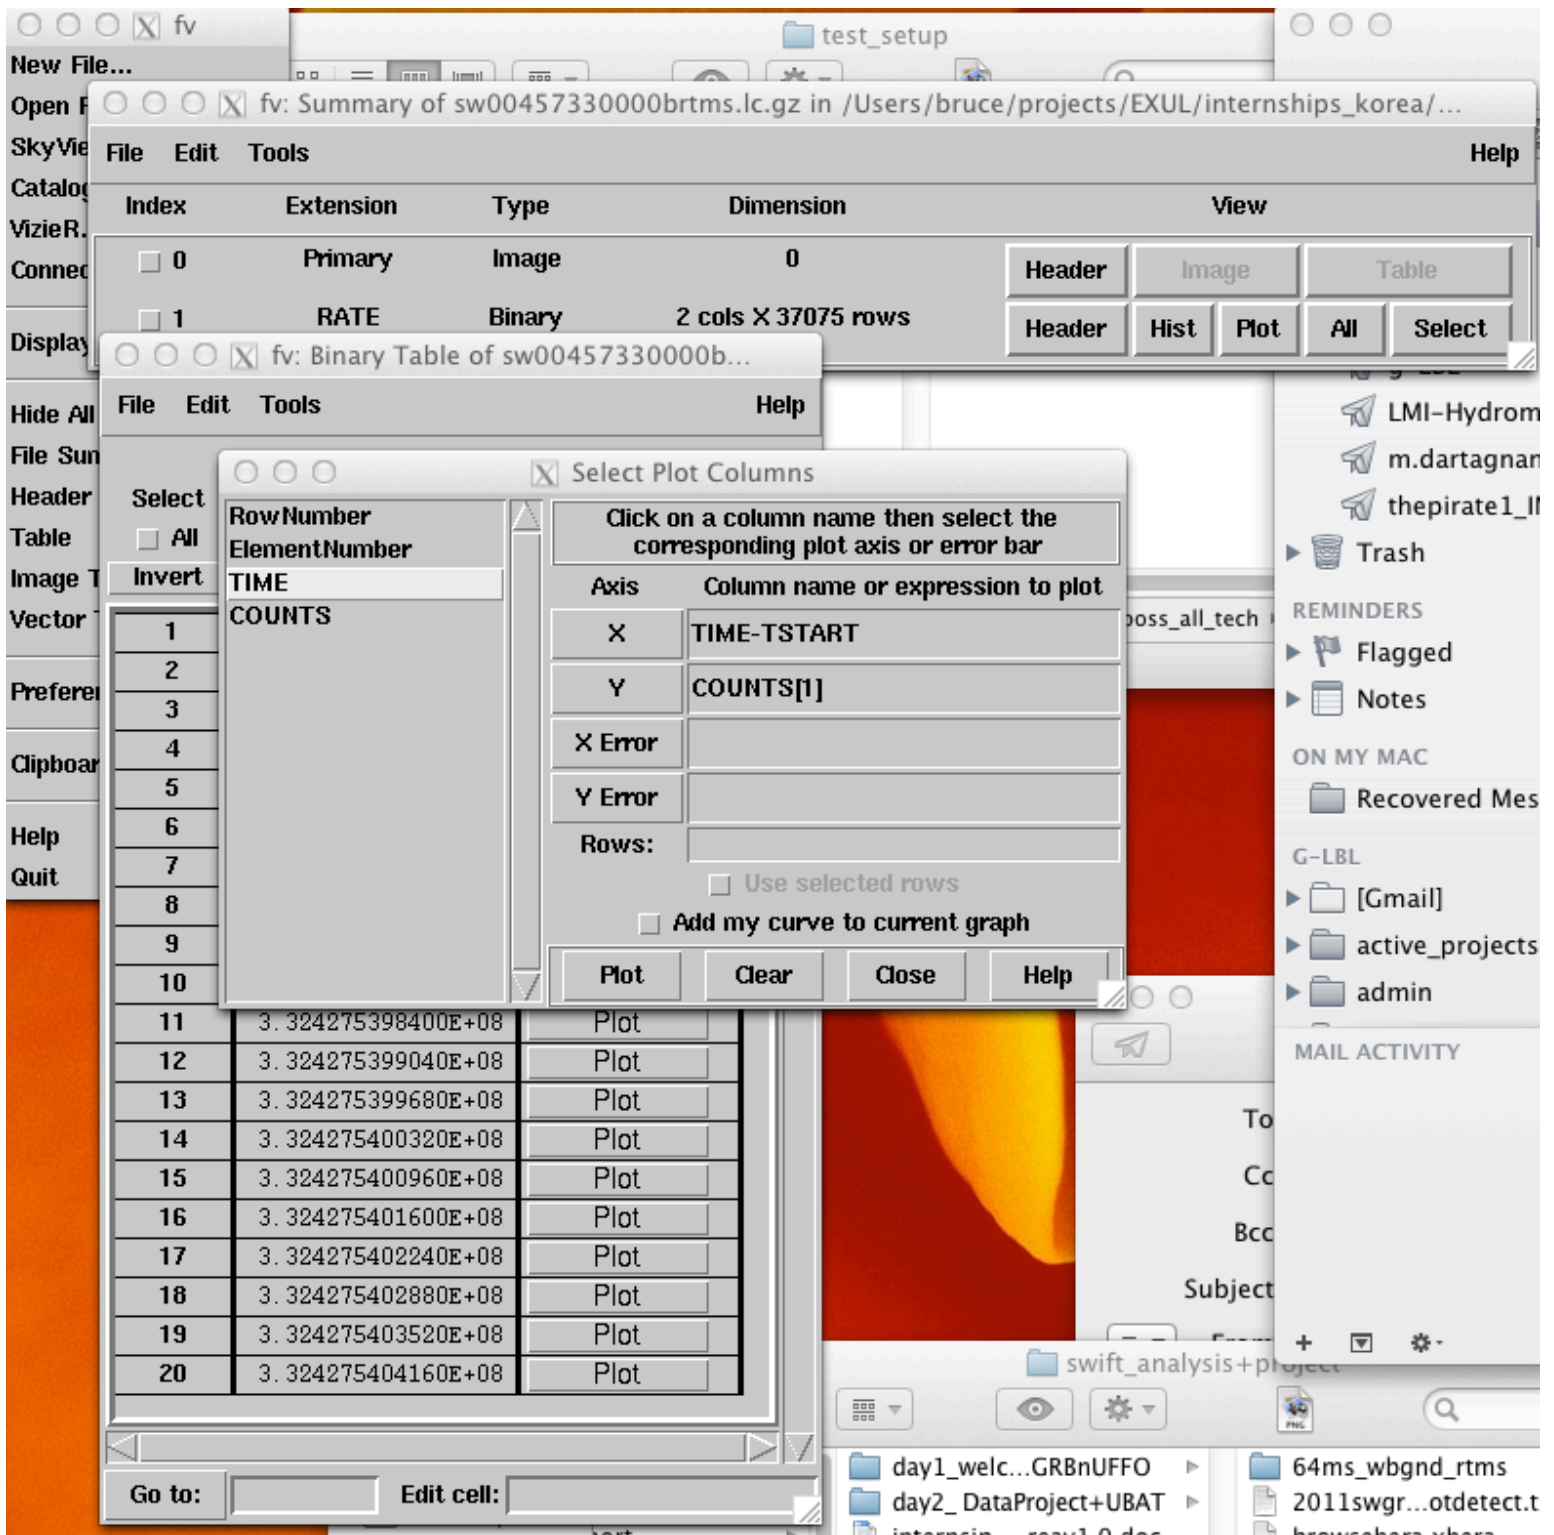 fv
New File...
Open F
SkyVie
Catalog
VizieR.
Connec
Display
Hide All
File Sun
Header
Table
Image T
Vector T
Preferen
Clipboar
Help
Quit
test_setup
fv: Summary of sw00457330000brtms.lc.gz in /Users/bruce/projects/EXUL/internships_korea/...
File Edit Tools Help
Index Extension Type Dimension View
0 Primary Image 0 Header Image Table
1 RATE Binary 2 cols X 37075 rows Header Hist Plot All Select
fv: Binary Table of sw00457330000b...
File Edit Tools Help
Select
All
Invert
1
2
3
4
5
6
7
8
9
10
11 3.324275398400E+08 Plot
12 3.324275399040E+08 Plot
13 3.324275399680E+08 Plot
14 3.324275400320E+08 Plot
15 3.324275400960E+08 Plot
16 3.324275401600E+08 Plot
17 3.324275402240E+08 Plot
18 3.324275402880E+08 Plot
19 3.324275403520E+08 Plot
20 3.324275404160E+08 Plot
Go to: Edit cell:
Select Plot Columns
RowNumber
ElementNumber
TIME
COUNTS
Click on a column name then select the
corresponding plot axis or error bar
Axis Column name or expression to plot
X TIME-TSTART
Y COUNTS[1]
X Error
Y Error
Rows:
Use selected rows
Add my curve to current graph
Plot Clear Close Help
LMI-Hydrom
m.dartagnan
thepirate1_I
Trash
REMINDERS
Flagged
Notes
ON MY MAC
Recovered Mes
G-LBL
[Gmail]
active_projects
admin
MAIL ACTIVITY
oss_all_tech
To
Cc
Bcc
Subject
swift_analysis+project
PNG
day1_welc...GRBnUFFO
day2_ DataProject+UBAT
64ms_wbgnd_rtms
2011swgr...otdetect.t